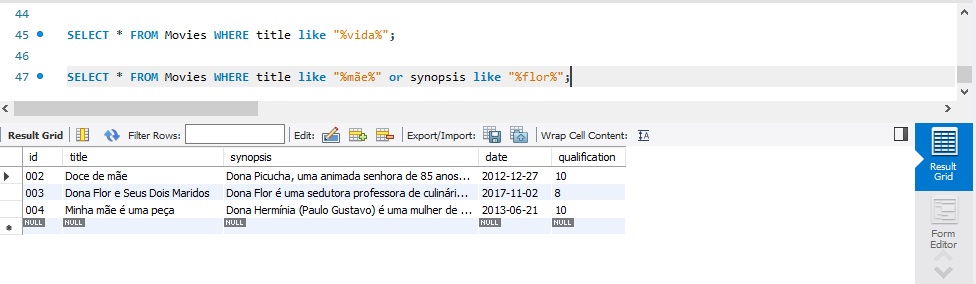 44
45 SELECT * FROM Movies WHERE title like "%vida%";
46
47 SELECT * FROM Movies WHERE title like "%mãe%" or synopsis like "%flor%";
Result Grid Filter Rows: Edit: Export/Import: Wrap Cell Content:
id title synopsis date qualification
002 Doce de mãe Dona Picucha, uma animada senhora de 85 anos... 2012-12-27 10
003 Dona Flor e Seus Dois Maridos Dona Flor é uma sedutora professora de culinári... 2017-11-02 8
004 Minha mãe é uma peça Dona Hermínia (Paulo Gustavo) é uma mulher de ... 2013-06-21 10
NULL NULL NULL NULL NULL
Result
Grid
Form
Editor